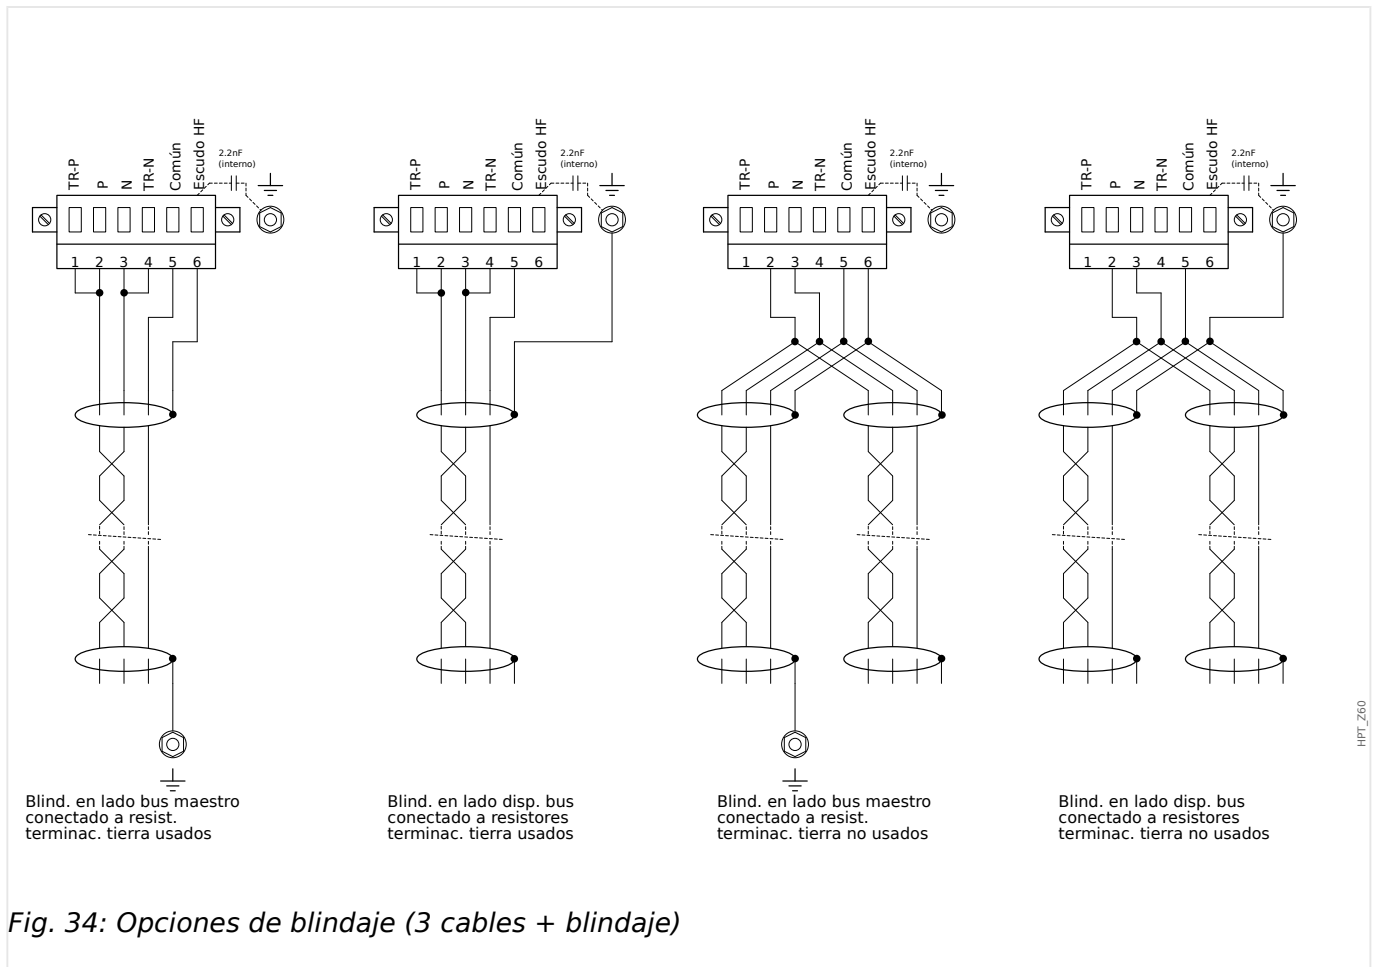 TR-P
P
N
TR-N
Común
Escudo HF
2.2nF
(interno)
1 2 3 4 5 6
TR-P
P
N
TR-N
Común
Escudo HF
2.2nF
(interno)
1 2 3 4 5 6
TR-P
P
N
TR-N
Común
Escudo HF
2.2nF
(interno)
1 2 3 4 5 6
TR-P
P
N
TR-N
Común
Escudo HF
2.2nF
(interno)
1 2 3 4 5 6
HPT_Z60
Blind. en lado bus maestro
conectado a resist.
terminac. tierra usados
Blind. en lado disp. bus
conectado a resistores
terminac. tierra usados
Blind. en lado bus maestro
conectado a resist.
terminac. tierra no usados
Blind. en lado disp. bus
conectado a resistores
terminac. tierra no usados
Fig. 34: Opciones de blindaje (3 cables + blindaje)